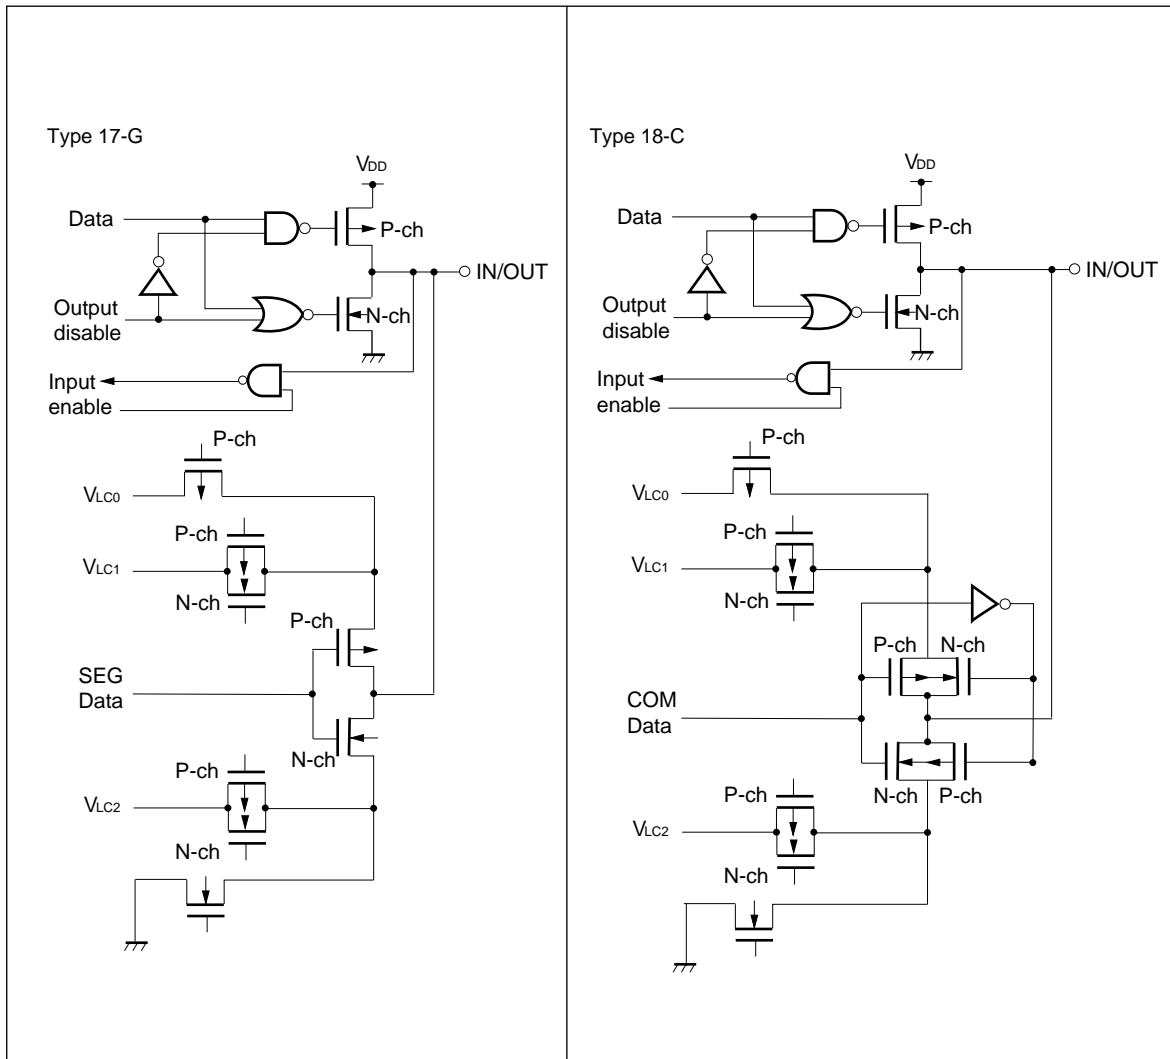 Type 17-G
VDD
Data
P-ch
IN/OUT
Output
disable
N-ch
Input
enable
P-ch
VLC0
P-ch
VLC1
N-ch
P-ch
SEG
Data
N-ch
P-ch
VLC2
N-ch
Type 18-C
VDD
Data
P-ch
IN/OUT
Output
disable
N-ch
Input
enable
P-ch
VLC0
P-ch
VLC1
N-ch
P-ch N-ch
COM
Data
N-ch P-ch
P-ch
VLC2
N-ch